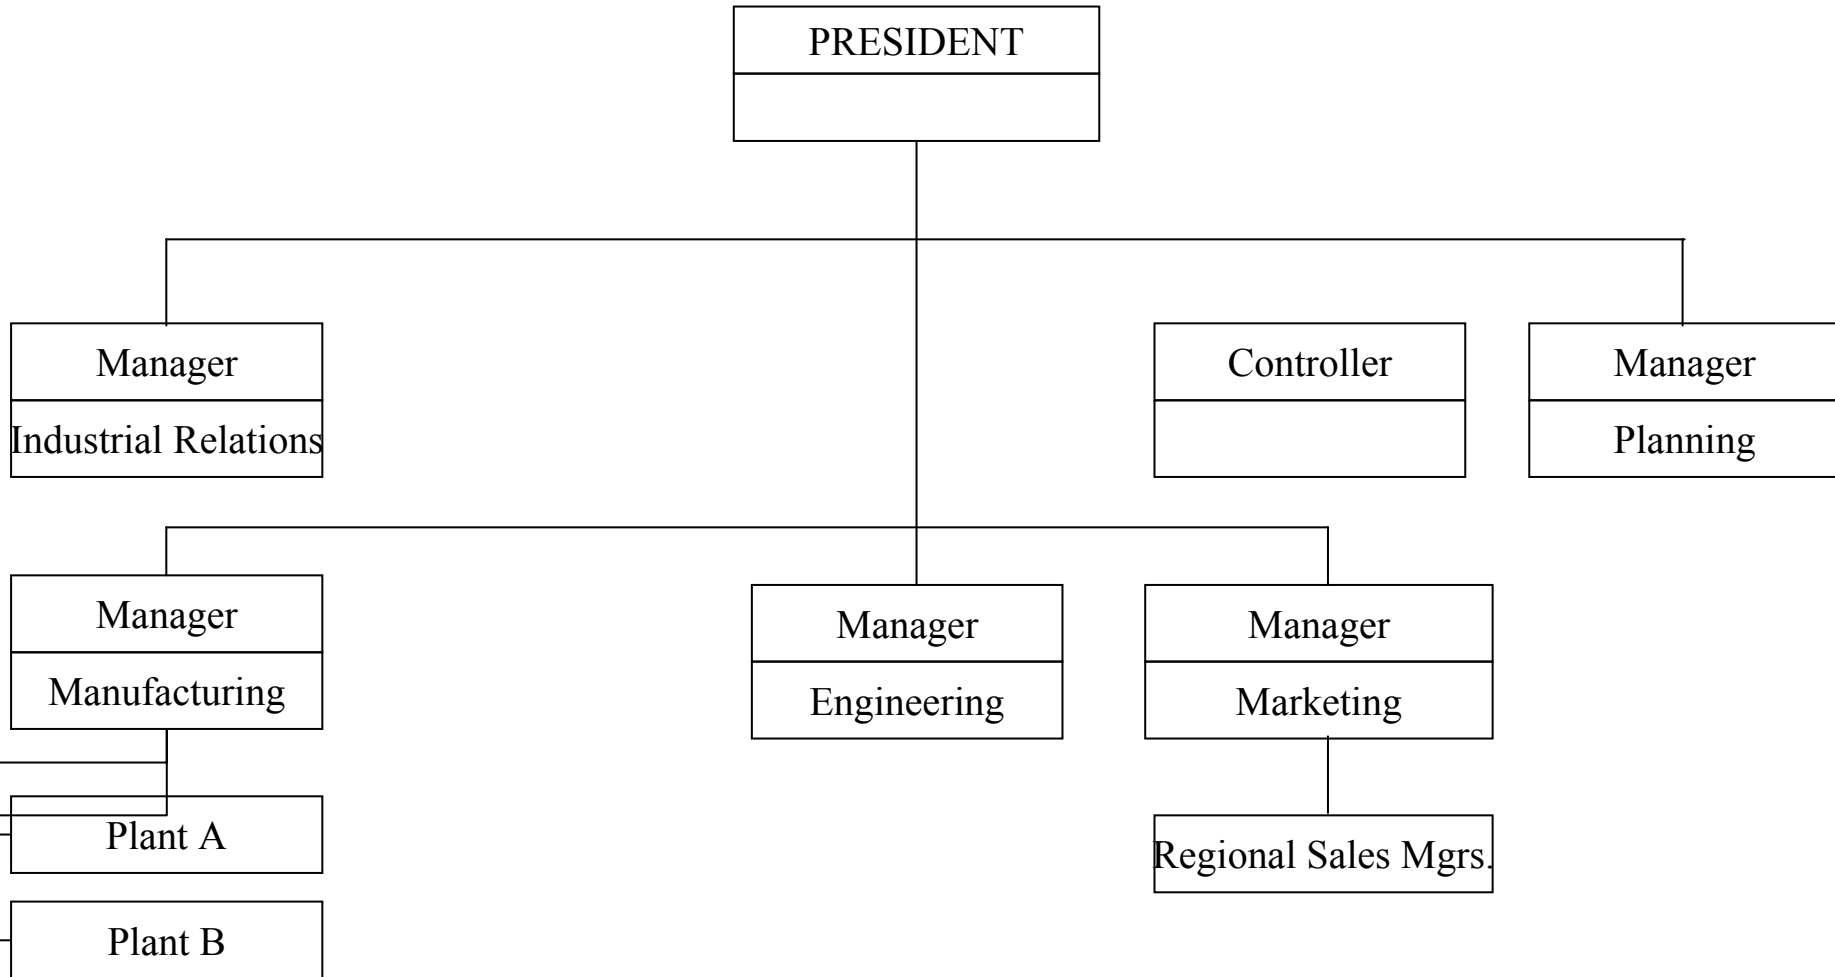 PRESIDENT
Manager
Industrial Relations
Controller
Manager
Planning
Manager
Manufacturing
Manager
Engineering
Manager
Marketing
Plant A
Regional Sales Mgrs.
Plant B